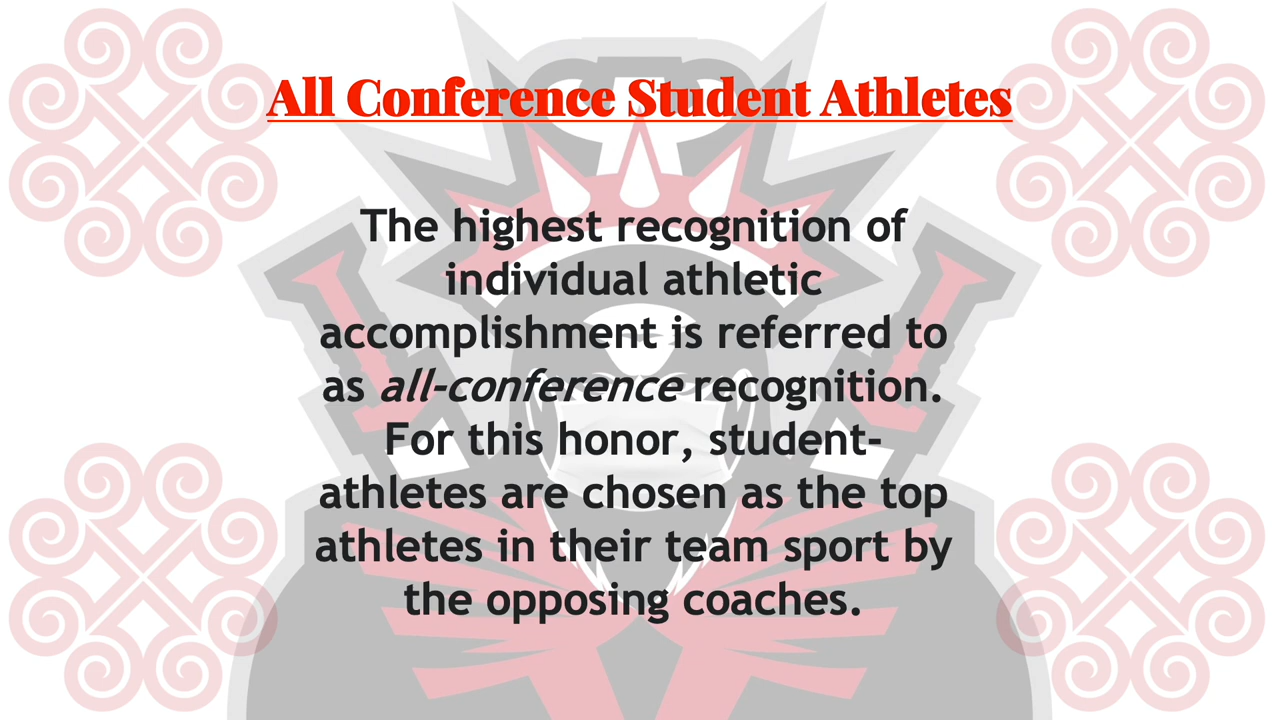 All Conference Student Athletes
The highest recognition of
individual athletic
accomplishment is referred to
as all-conference recognition.
For this honor, student-
athletes are chosen as the top
athletes in their team sport by
the opposing coaches.